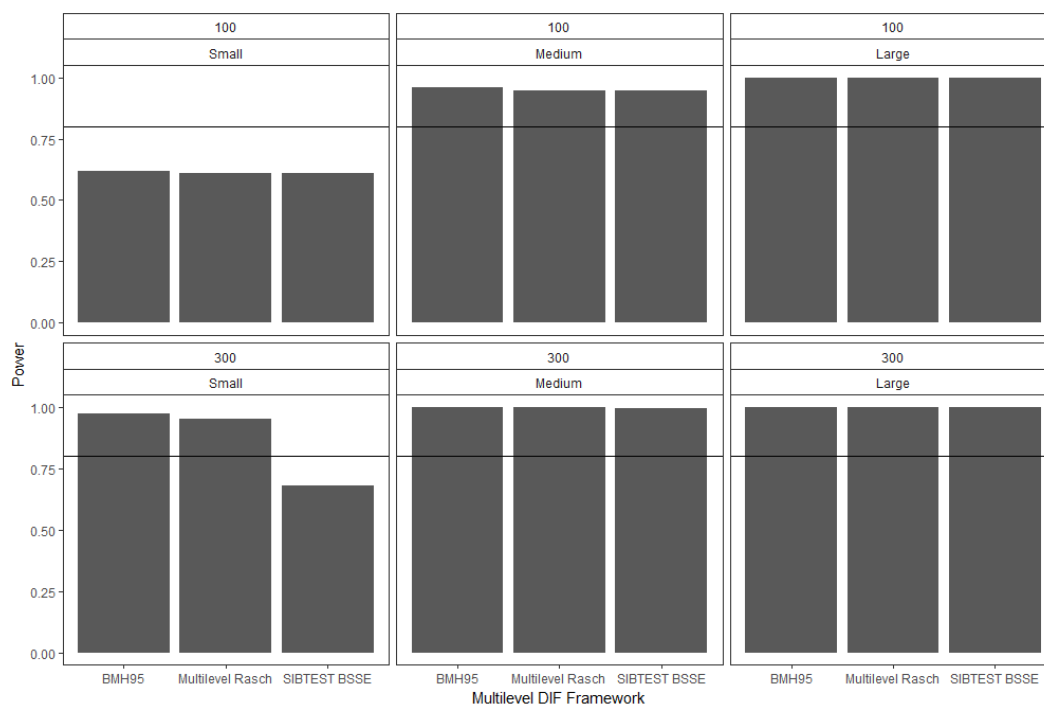 100 100 100
Small Medium Large
1.00
0.75
0.50
0.25
0.00
Power
300 300 300
Small Medium Large
1.00
0.75
0.50
0.25
0.00
BMH95 Multilevel Rasch SIBTEST BSSE BMH95 Multilevel Rasch SIBTEST BSSE BMH95 Multilevel Rasch SIBTEST BSSE
Multilevel DIF Framework